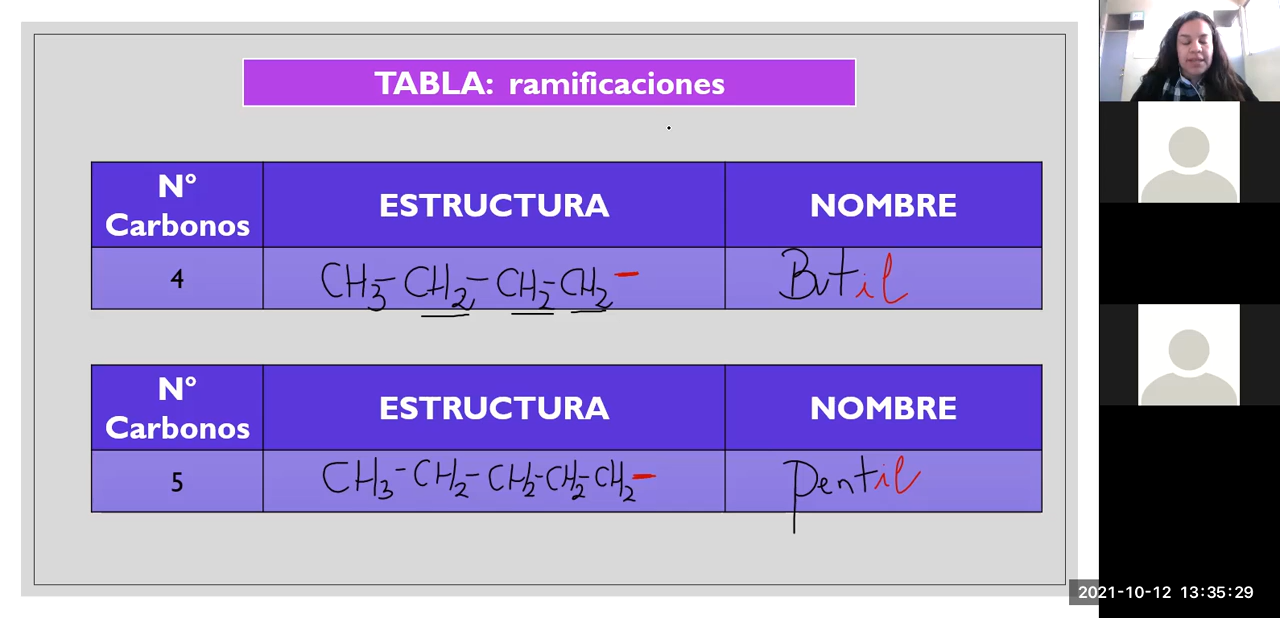 TABLA: ramificaciones
N° Carbonos ESTRUCTURA NOMBRE
4 CH3-CH2-CH2-CH2- Butil
N° Carbonos ESTRUCTURA NOMBRE
5 CH3-CH2-CH2-CH2-CH2- pentil
2021-10-12 13:35:29